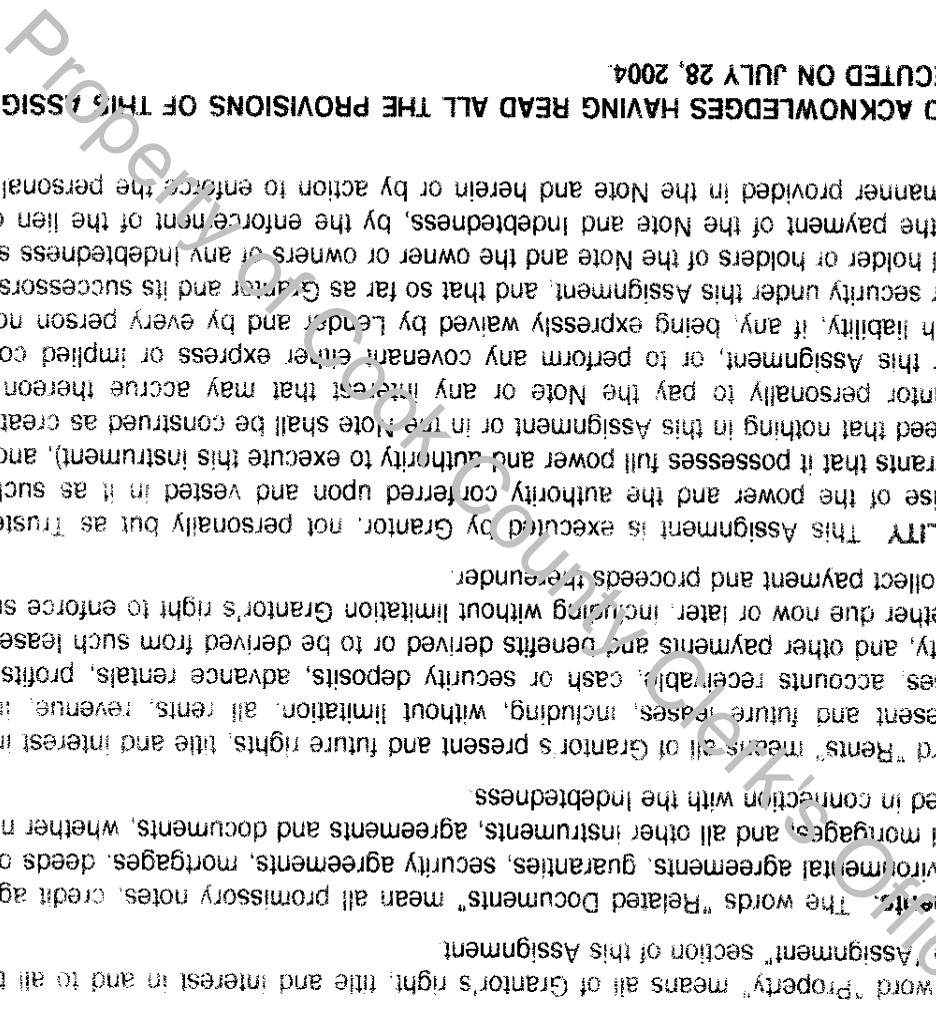 word "Property" means all of Grantor's right, title and interest in and to all t
"Assignment" section of this Assignment.
ents. The words "Related Documents" mean all promissory notes, credit ag
vironmental agreements, guaranties, security agreements, mortgages, deeds o
l mortgages, and all other instruments, agreements and documents, whether n
ed in connection with the Indebtedness.
rd "Rents" means all of Grantor's present and future rights, title and interest in
esent and future leases, including, without limitation, all rents, revenue, i
ses, accounts receivable, cash or security deposits, advance rentals, profits
ty, and other payments and benefits derived or to be derived from such lease
ether due now or later, including without limitation Grantor's right to enforce s
ollect payment and proceeds thereunder.
LITY This Assignment is executed by Grantor, not personally but as Truste
ise of the power and the authority conferred upon and vested in it as suc
rants that it possesses full power and authority to execute this instrument), and
eed that nothing in this Assignment or in the Note shall be construed as creat
ntor personally to pay the Note or any interest that may accrue thereon
r this Assignment, or to perform any covenant either express or implied co
h liability, if any, being expressly waived by Lender and by every person no
r security under this Assignment, and that so far as Grantor and its successors
l holder or holders of the Note and the owner or owners of any Indebtedness s
the payment of the Note and Indebtedness, by the enforcement of the lien c
manner provided in the Note and herein or by action to enforce the personal
D ACKNOWLEDGES HAVING READ ALL THE PROVISIONS OF THIS ASSIG
CUTED ON JULY 28, 2004.
Property of Cook County Clerk's Office